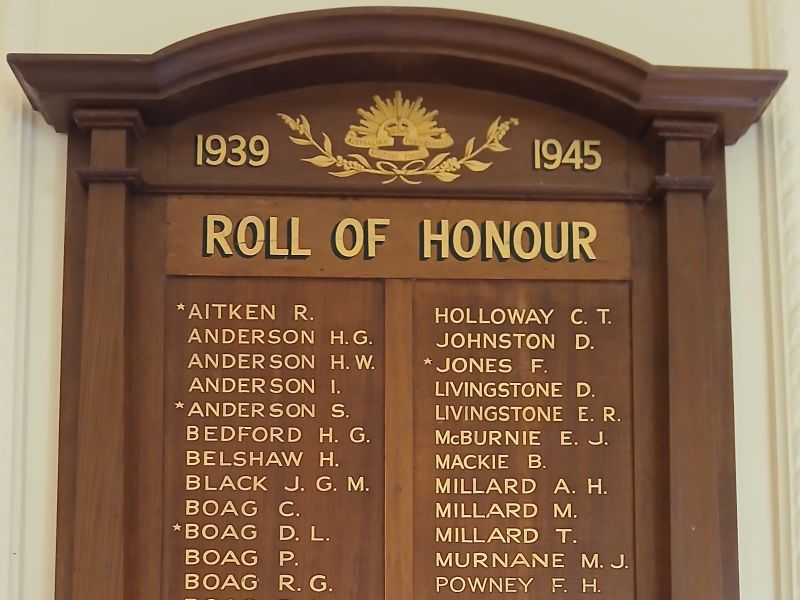 1939
1945
ROLL OF HONOUR
*AITKEN R.
ANDERSON H.G.
ANDERSON H.W.
ANDERSON I.
*ANDERSON S.
BEDFORD H. G.
BELSHAW H.
BLACK J. G. M.
BOAG C.
*BOAG D. L.
BOAG P.
BOAG R. G.
HOLLOWAY C. T.
JOHNSTON D.
*JONES F.
LIVINGSTONE D.
LIVINGSTONE E. R.
McBURNIE E. J.
MACKIE B.
MILLARD A. H.
MILLARD M.
MILLARD T.
MURNANE M. J.
POWNEY F. H.